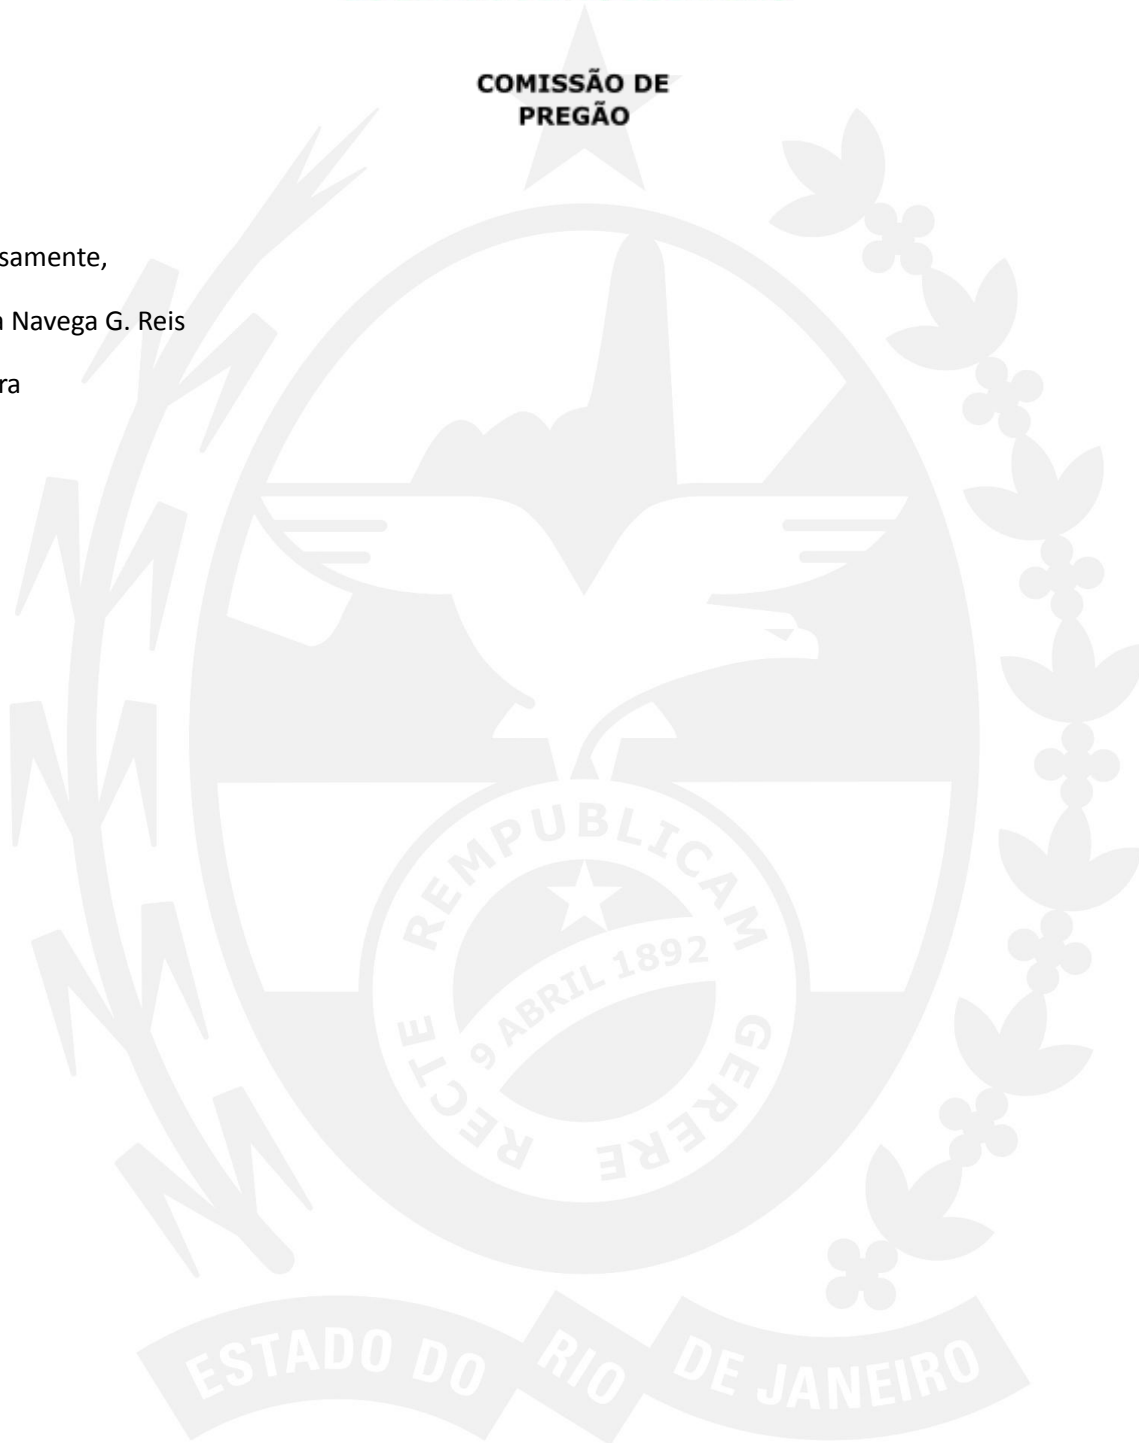 COMISSÃO DE
PREGÃO
samente,
Navega G. Reis
ra
REMPUBLICAM
9 ABRIL 1892
RECTE GERERE
ESTADO DO RIO DE JANEIRO